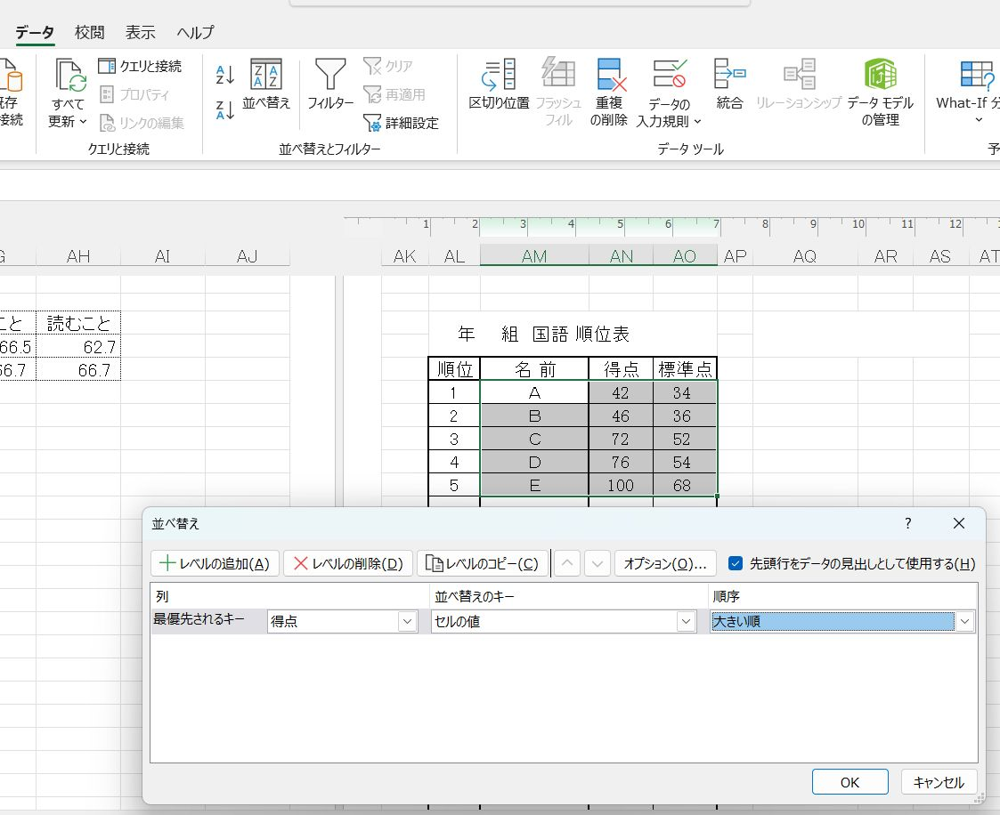 データ 校閲 表示 ヘルプ
既存 すべて クエリと接続 並べ替え フィルター クリア 区切り位置 フラッシュ 重複 データの 統合 リレーションシップ データ モデル What-If 分
接続 更新 プロパティ 再適用 フィル の削除 入力規則 の管理
リンクの編集 詳細設定
クエリと接続 並べ替えとフィルター データ ツール 予
1 2 3 4 5 6 7 8 9 10 11 12
G AH AI AJ AK AL AM AN AO AP AQ AR AS AT
こと 読むこと
66.5 62.7
66.7 66.7
年 組 国語 順位表
順位 名 前 得点 標準点
1 A 42 34
2 B 46 36
3 C 72 52
4 D 76 54
5 E 100 68
並べ替え ?
レベルの追加(A) レベルの削除(D) レベルのコピー(C) オプション(O)... 先頭行をデータの見出しとして使用する(H)
列 並べ替えのキー 順序
最優先されるキー 得点 セルの値 大きい順
OK キャンセル